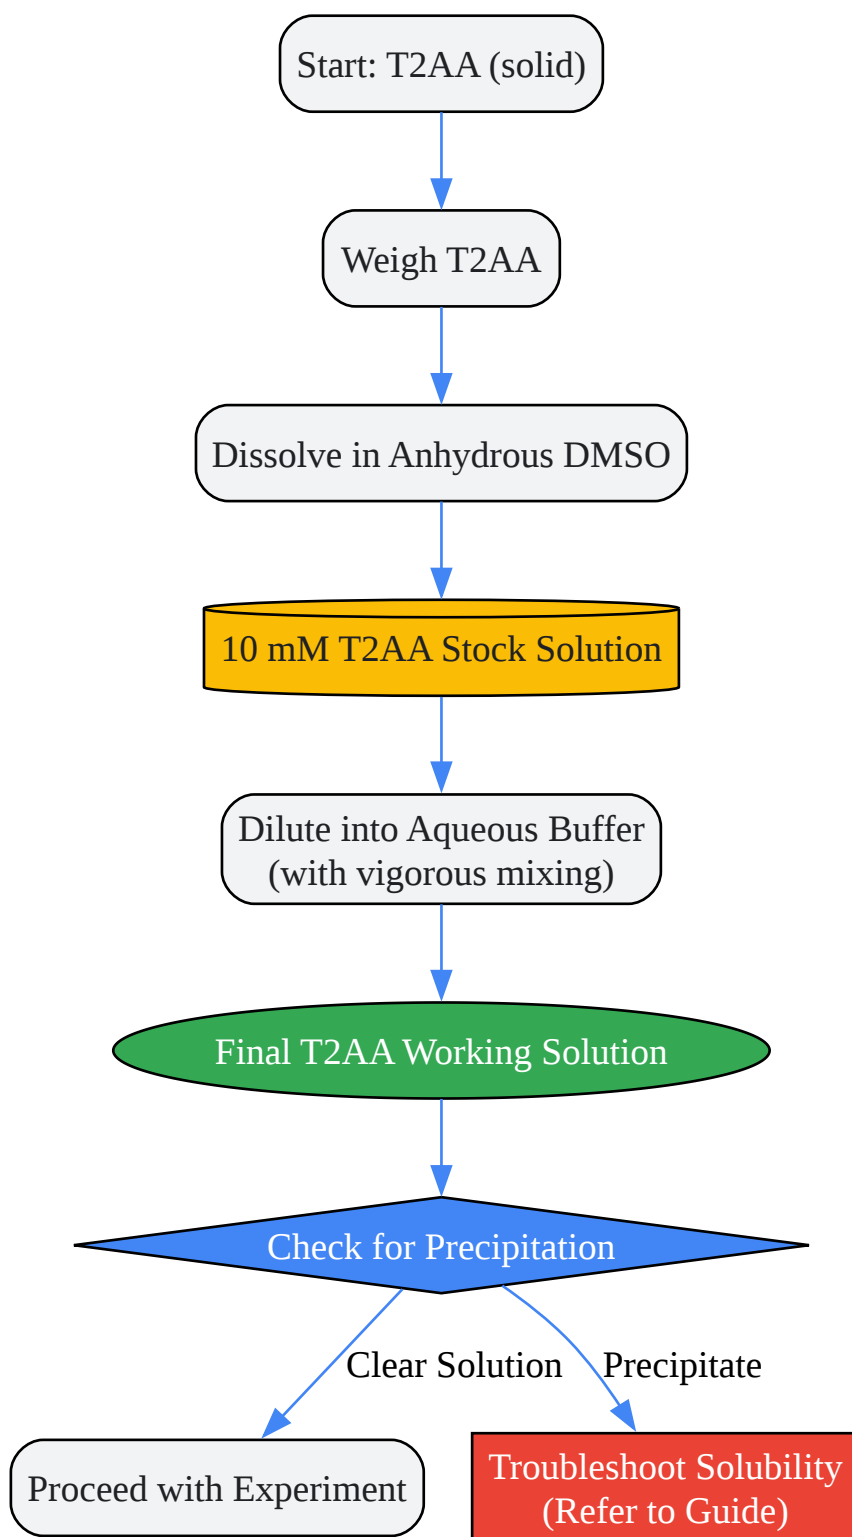 Start: T2AA (solid)
Weigh T2AA
Dissolve in Anhydrous DMSO
10 mM T2AA Stock Solution
Dilute into Aqueous Buffer
(with vigorous mixing)
Final T2AA Working Solution
Check for Precipitation
Clear Solution
Precipitate
Proceed with Experiment
Troubleshoot Solubility
(Refer to Guide)